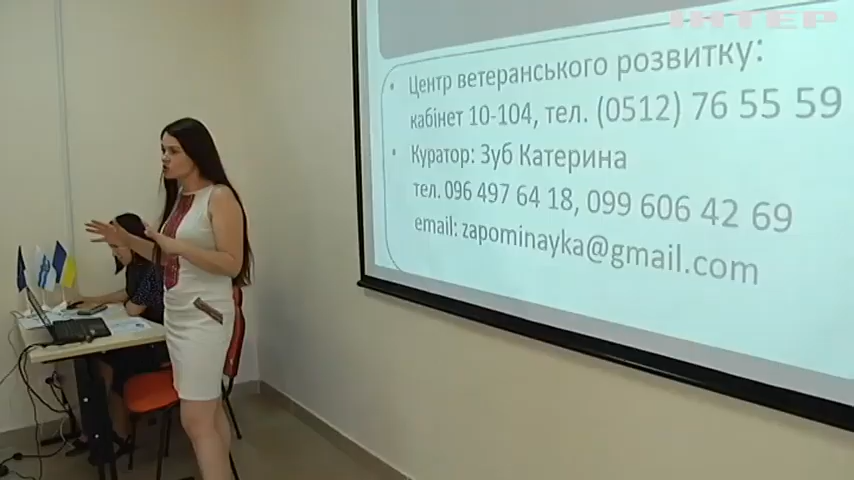 ІНТЕР
Центр ветеранського розвитку:
кабінет 10-104, тел. (0512) 76 55 59
Куратор: Зуб Катерина
тел. 096 497 64 18, 099 606 42 69
email: zapominayka@gmail.com